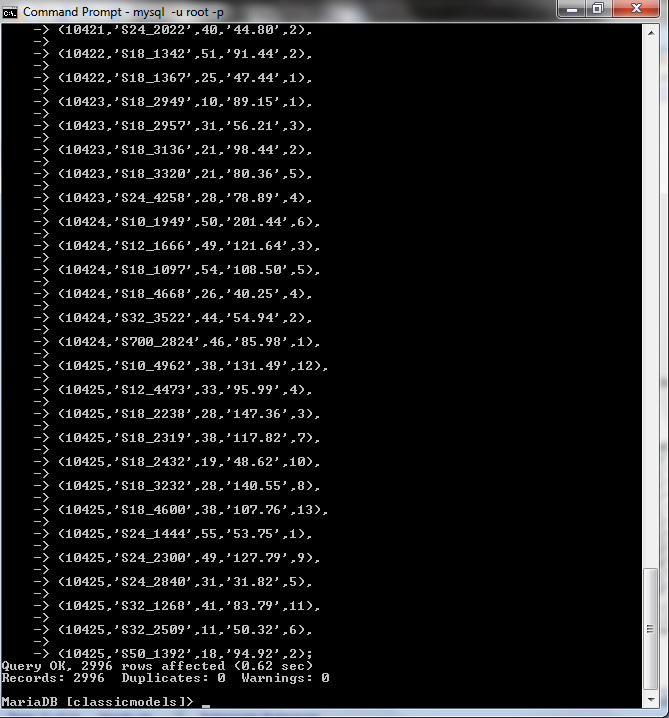 Command Prompt - mysql -u root -p
-> (10421,'S24_2022',40,'44.80',2),
->
-> (10422,'S18_1342',51,'91.44',2),
->
-> (10422,'S18_1367',25,'47.44',1),
->
-> (10423,'S18_2949',10,'89.15',1),
->
-> (10423,'S18_2957',31,'56.21',3),
->
-> (10423,'S18_3136',21,'98.44',2),
->
-> (10423,'S18_3320',21,'80.36',5),
->
-> (10423,'S24_4258',28,'78.89',4),
->
-> (10424,'S10_1949',50,'201.44',6),
->
-> (10424,'S12_1666',49,'121.64',3),
->
-> (10424,'S18_1097',54,'108.50',5),
->
-> (10424,'S18_4668',26,'40.25',4),
->
-> (10424,'S32_3522',44,'54.94',2),
->
-> (10424,'S700_2824',46,'85.98',1),
->
-> (10425,'S10_4962',38,'131.49',12),
->
-> (10425,'S12_4473',33,'95.99',4),
->
-> (10425,'S18_2238',28,'147.36',3),
->
-> (10425,'S18_2319',38,'117.82',7),
->
-> (10425,'S18_2432',19,'48.62',10),
->
-> (10425,'S18_3232',28,'140.55',8),
->
-> (10425,'S18_4600',38,'107.76',13),
->
-> (10425,'S24_1444',55,'53.75',1),
->
-> (10425,'S24_2300',49,'127.79',9),
->
-> (10425,'S24_2840',31,'31.82',5),
->
-> (10425,'S32_1268',41,'83.79',11),
->
-> (10425,'S32_2509',11,'50.32',6),
->
-> (10425,'S50_1392',18,'94.92',2);
Query OK, 2996 rows affected (0.62 sec)
Records: 2996  Duplicates: 0  Warnings: 0
MariaDB [classicmodels]> _